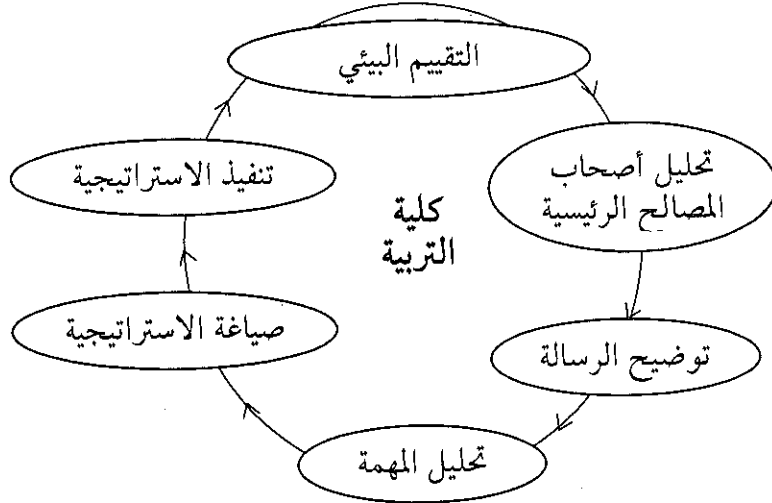 التقييم البيئي
تحليل أصحاب
المصالح الرئيسية
توضيح الرسالة
تحليل المهمة
صياغة الاستراتيجية
تنفيذ الاستراتيجية
كلية
التربية